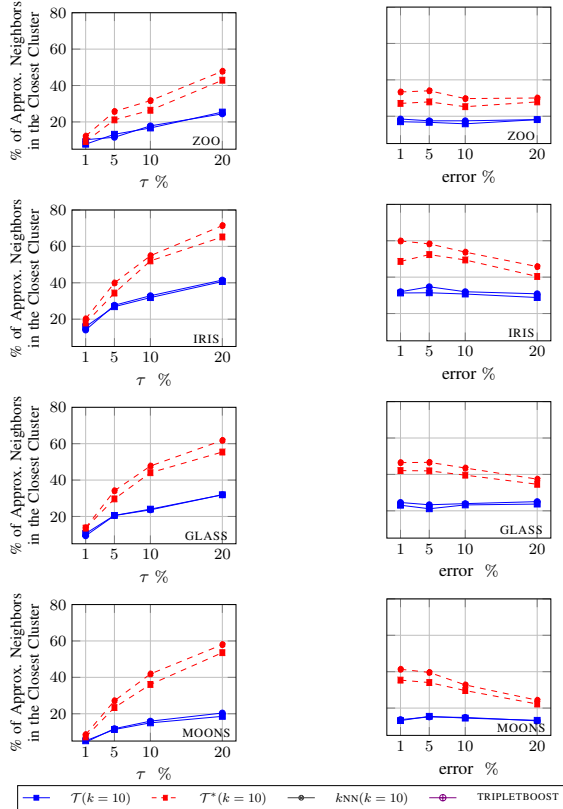 % of Approx. Neighbors
in the Closest Cluster
80
60
40
20
ZOO
1 5 10 20
τ %
ZOO
1 5 10 20
error %
% of Approx. Neighbors
in the Closest Cluster
80
60
40
20
IRIS
1 5 10 20
τ %
IRIS
1 5 10 20
error %
% of Approx. Neighbors
in the Closest Cluster
80
60
40
20
GLASS
1 5 10 20
τ %
GLASS
1 5 10 20
error %
% of Approx. Neighbors
in the Closest Cluster
80
60
40
20
MOONS
1 5 10 20
τ %
MOONS
1 5 10 20
error %
𝒯(k = 10) 𝒯*(k = 10) kNN(k = 10) TRIPLETBOOST